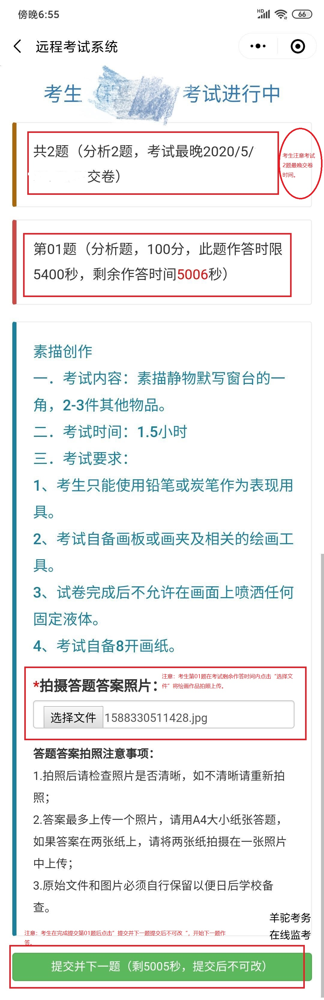 傍晚6:55
HD
66
远程考试系统
考生（
考试进行中
共2题（分析2题，考试最晚2020/5/
交卷）
考生注意考试
2题最晚交卷
时间。
第01题（分析题，100分，此题作答时限
5400秒，剩余作答时间5006秒）
素描创作
一．考试内容：素描静物默写窗台的一
角，2-3件其他物品。
二．考试时间：1.5小时
三．考试要求：
1、考生只能使用铅笔或炭笔作为表现用
具。
2、考试自备画板或画夹及相关的绘画工
具。
3、试卷完成后不允许在画面上喷洒任何
固定液体。
4、考试自备8开画纸。
*拍摄答题答案照片：
注意：考生第01题在考试剩余作答时间内点击“选择文
件”将绘画作品拍照上传。
选择文件 1588330511428.jpg
答题答案拍照注意事项：
1.拍照后请检查照片是否清晰，如不清晰请重新拍
照；
2.答案最多上传一个照片，请用A4大小纸张答题，
如果答案在两张纸上，请将两张纸拍摄在一张照片
中上传；
3.原始文件和图片必须自行保留以便日后学校备
查。
羊驼考务
在线监考
注意：考生在完成提交第01题后点击”提交并下一题提交后不可改“，开始下一题作
答。
提交并下一题（剩5005秒，提交后不可改）